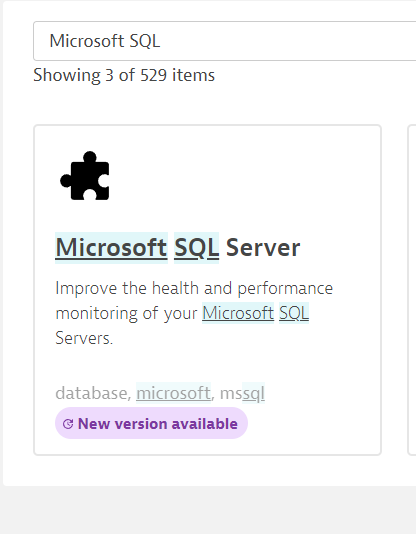 Microsoft SQL
Showing 3 of 529 items
Microsoft SQL Server
Improve the health and performance
monitoring of your Microsoft SQL
Servers.
database, microsoft, mssql
New version available